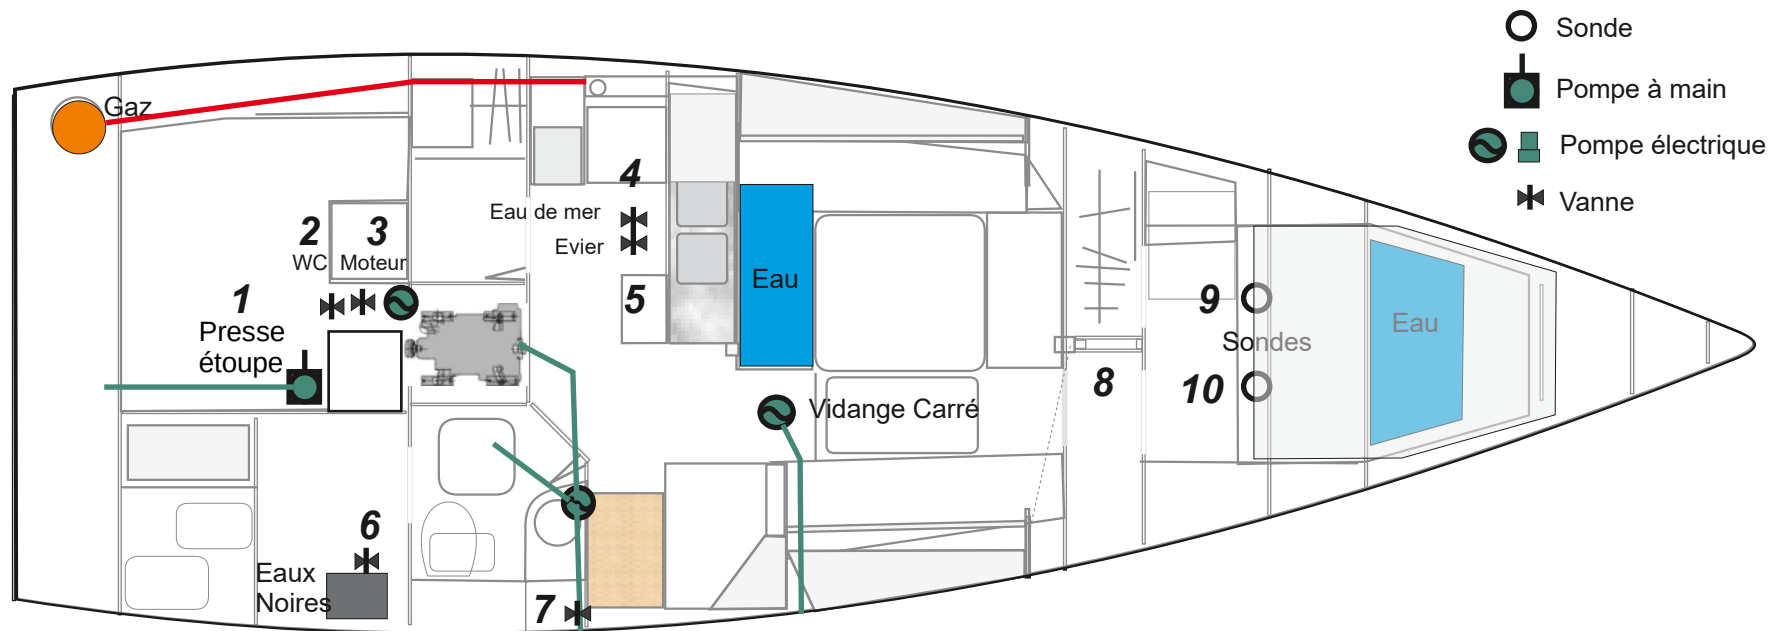 Sonde
Pompe à main
Pompe électrique
Vanne
Gaz
4
Eau de mer
Evier
2
3
WC
Moteur
1
Presse
étoupe
5
Eau
9
Sondes
10
Eau
8
Vidange Carré
6
Eaux
Noires
7